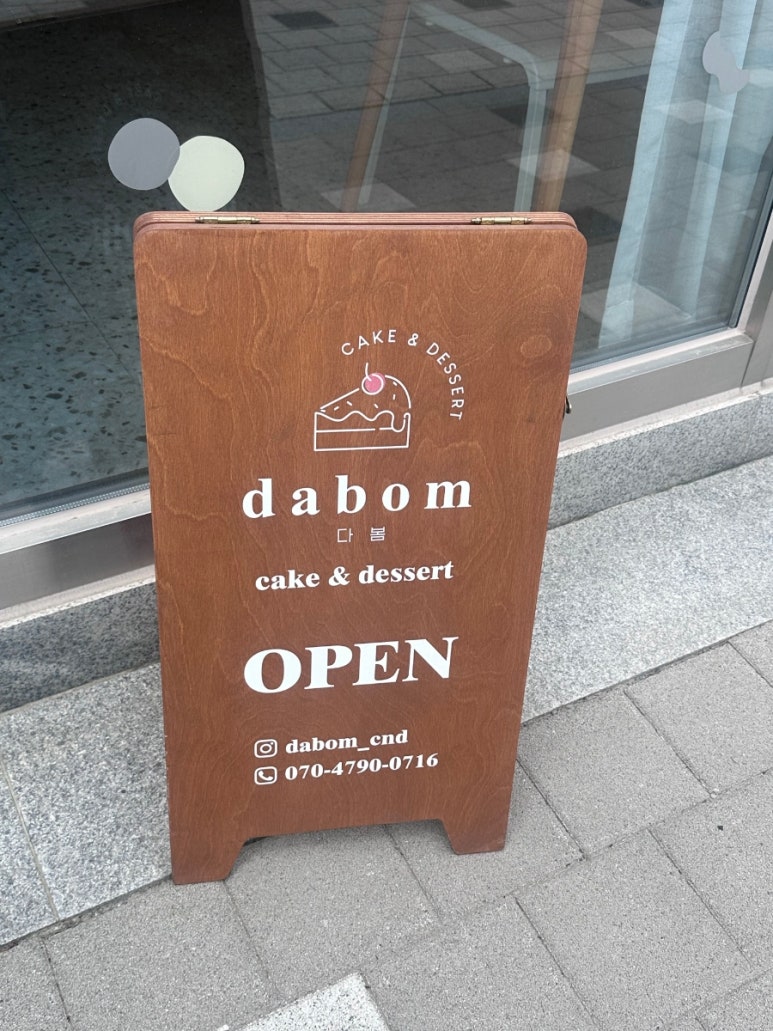 CAKE & DESSERT
dabom
다봄
cake & dessert
OPEN
dabom_cnd
070-4790-0716